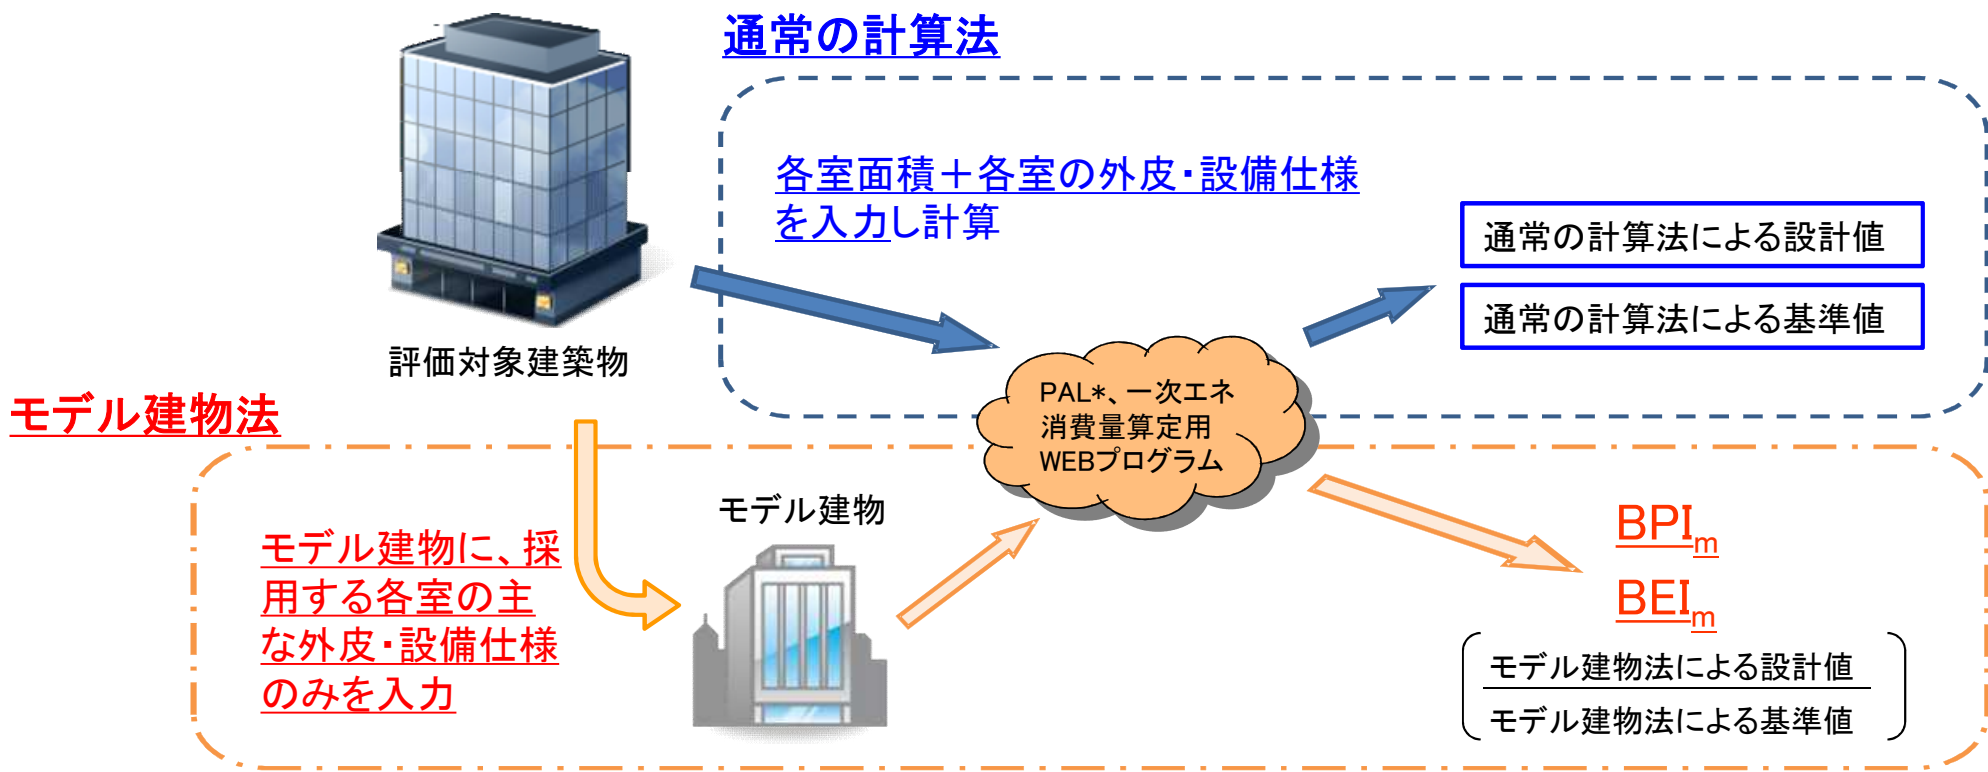 通常の計算法
各室面積＋各室の外皮・設備仕様
を入力し計算
通常の計算法による設計値
通常の計算法による基準値
評価対象建築物
PAL*、一次エネ
消費量算定用
WEBプログラム
モデル建物法
モデル建物に、採
用する各室の主
な外皮・設備仕様
のみを入力
モデル建物
BPIm
BEIm
モデル建物法による設計値
モデル建物法による基準値